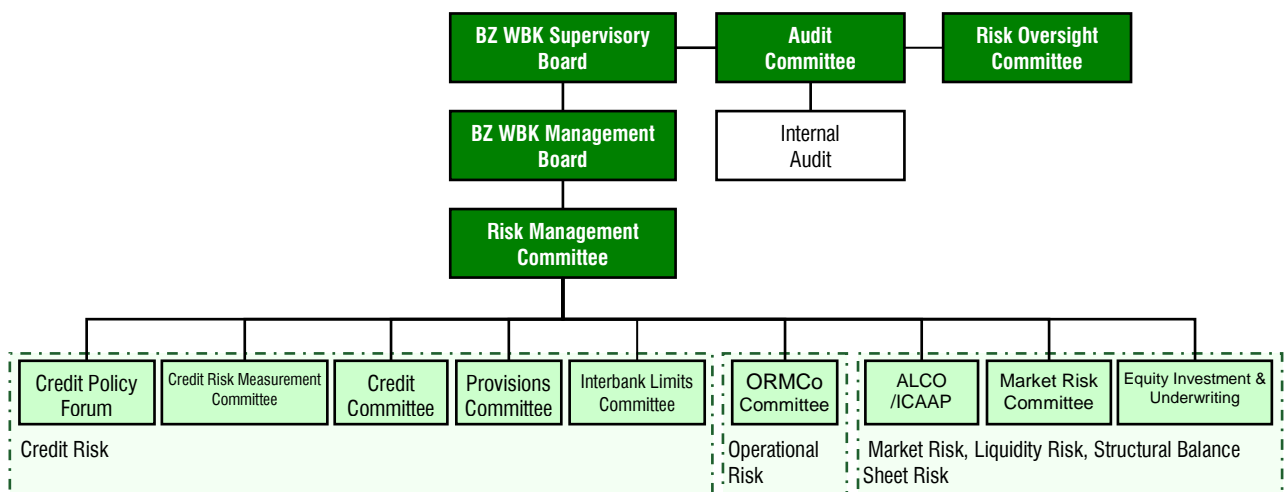 BZ WBK Supervisory
Board
Audit
Committee
Risk Oversight
Committee
BZ WBK Management
Board
Internal
Audit
Risk Management
Committee
Credit Policy
Forum
Credit Risk Measurement
Committee
Credit
Committee
Provisions
Committee
Interbank Limits
Committee
ORMCo
Committee
ALCO
/ICAAP
Market Risk
Committee
Equity Investment &
Underwriting
Credit Risk
Operational
Risk
Market Risk, Liquidity Risk, Structural Balance
Sheet Risk